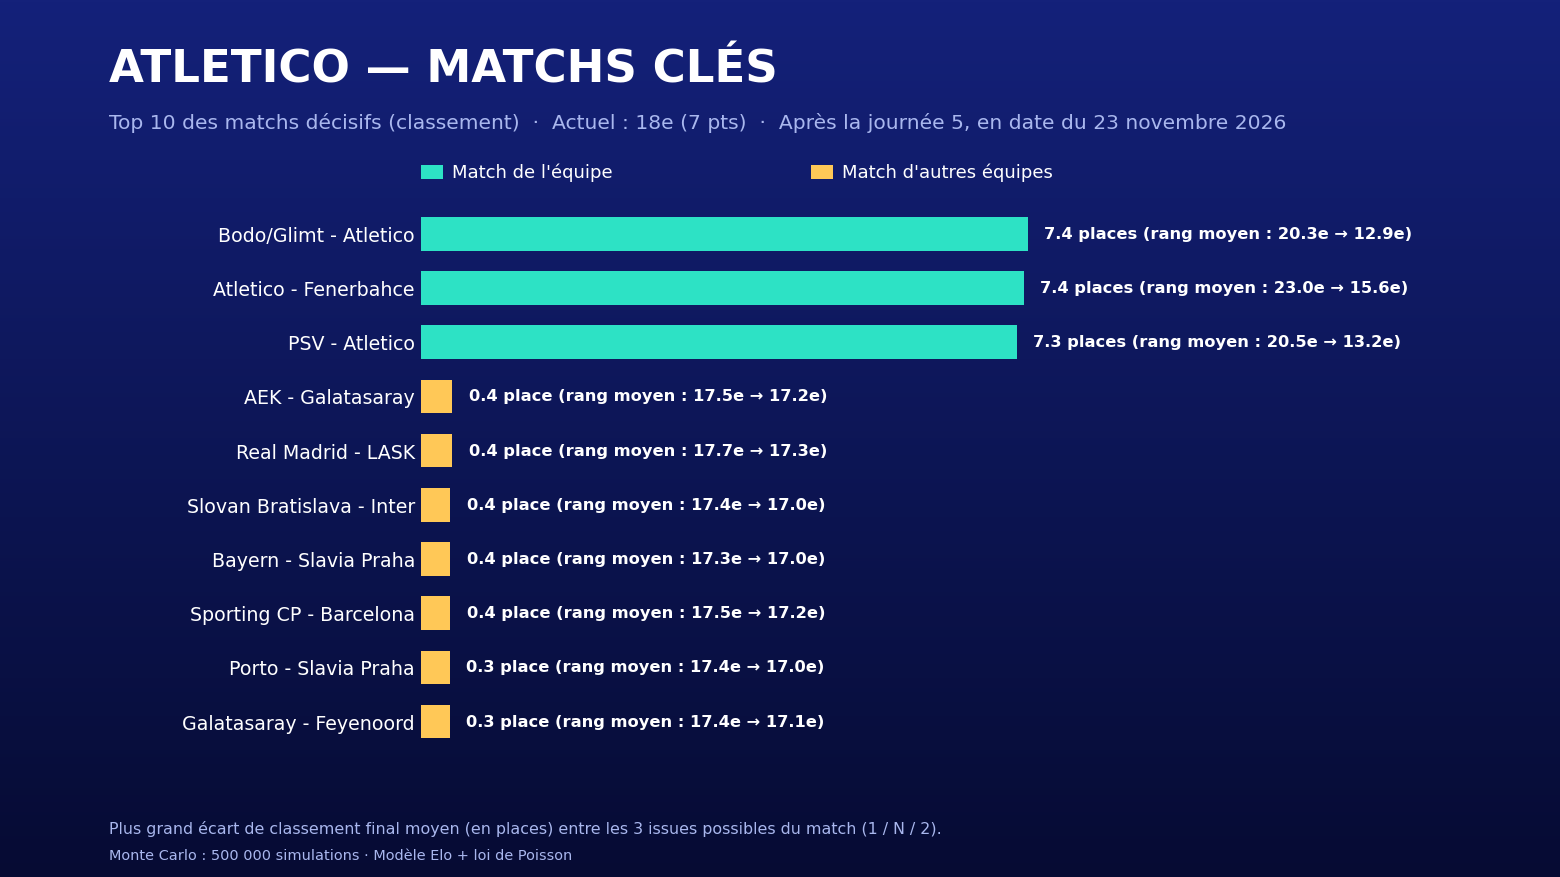 ATLETICO — MATCHS CLÉS
Top 10 des matchs décisifs (classement)  ·  Actuel : 18e (7 pts)  ·  Après la journée 5, en date du 23 novembre 2026
Match de l'équipe
Match d'autres équipes
Bodo/Glimt - Atletico 7.4 places (rang moyen : 20.3e → 12.9e)
Atletico - Fenerbahce 7.4 places (rang moyen : 23.0e → 15.6e)
PSV - Atletico 7.3 places (rang moyen : 20.5e → 13.2e)
AEK - Galatasaray 0.4 place (rang moyen : 17.5e → 17.2e)
Real Madrid - LASK 0.4 place (rang moyen : 17.7e → 17.3e)
Slovan Bratislava - Inter 0.4 place (rang moyen : 17.4e → 17.0e)
Bayern - Slavia Praha 0.4 place (rang moyen : 17.3e → 17.0e)
Sporting CP - Barcelona 0.4 place (rang moyen : 17.5e → 17.2e)
Porto - Slavia Praha 0.3 place (rang moyen : 17.4e → 17.0e)
Galatasaray - Feyenoord 0.3 place (rang moyen : 17.4e → 17.1e)
Plus grand écart de classement final moyen (en places) entre les 3 issues possibles du match (1 / N / 2).
Monte Carlo : 500 000 simulations · Modèle Elo + loi de Poisson